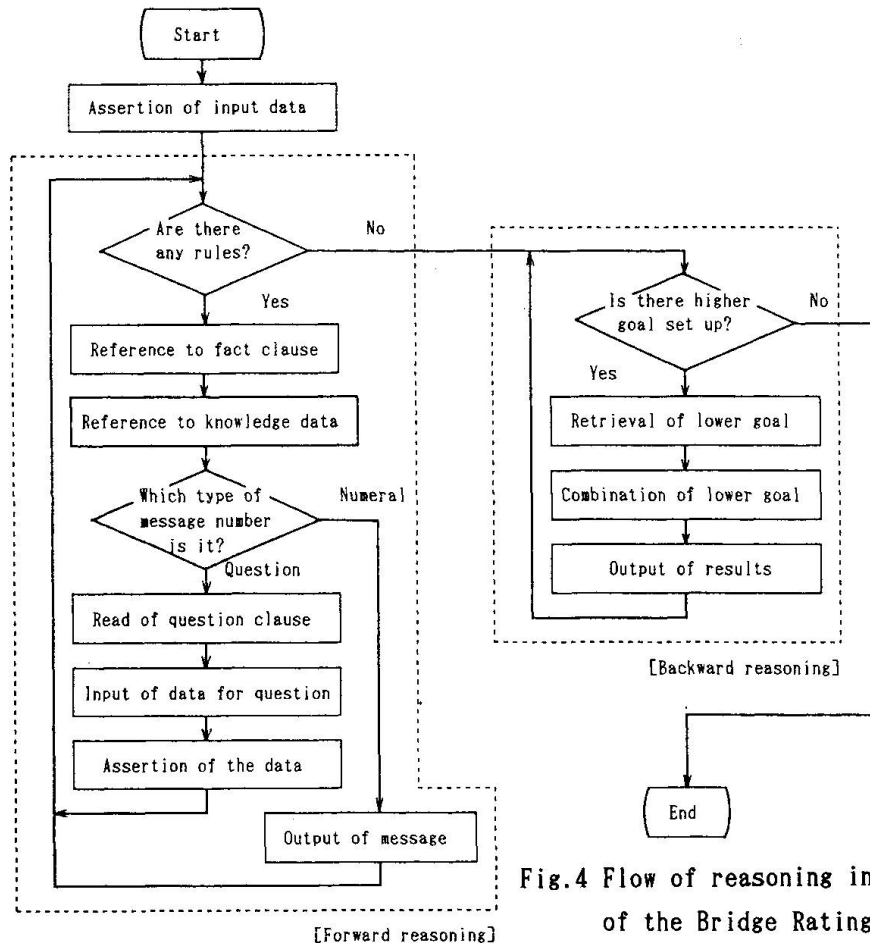 Start
Assertion of input data
Are there
any rules?
No
Yes
Reference to fact clause
Reference to knowledge data
Which type of
message number
is it?
Numeral
Question
Read of question clause
Input of data for question
Assertion of the data
Output of message
[Forward reasoning]
Is there higher
goal set up?
No
Yes
Retrieval of lower goal
Combination of lower goal
Output of results
[Backward reasoning]
End
Fig.4 Flow of reasoning in
of the Bridge Rating